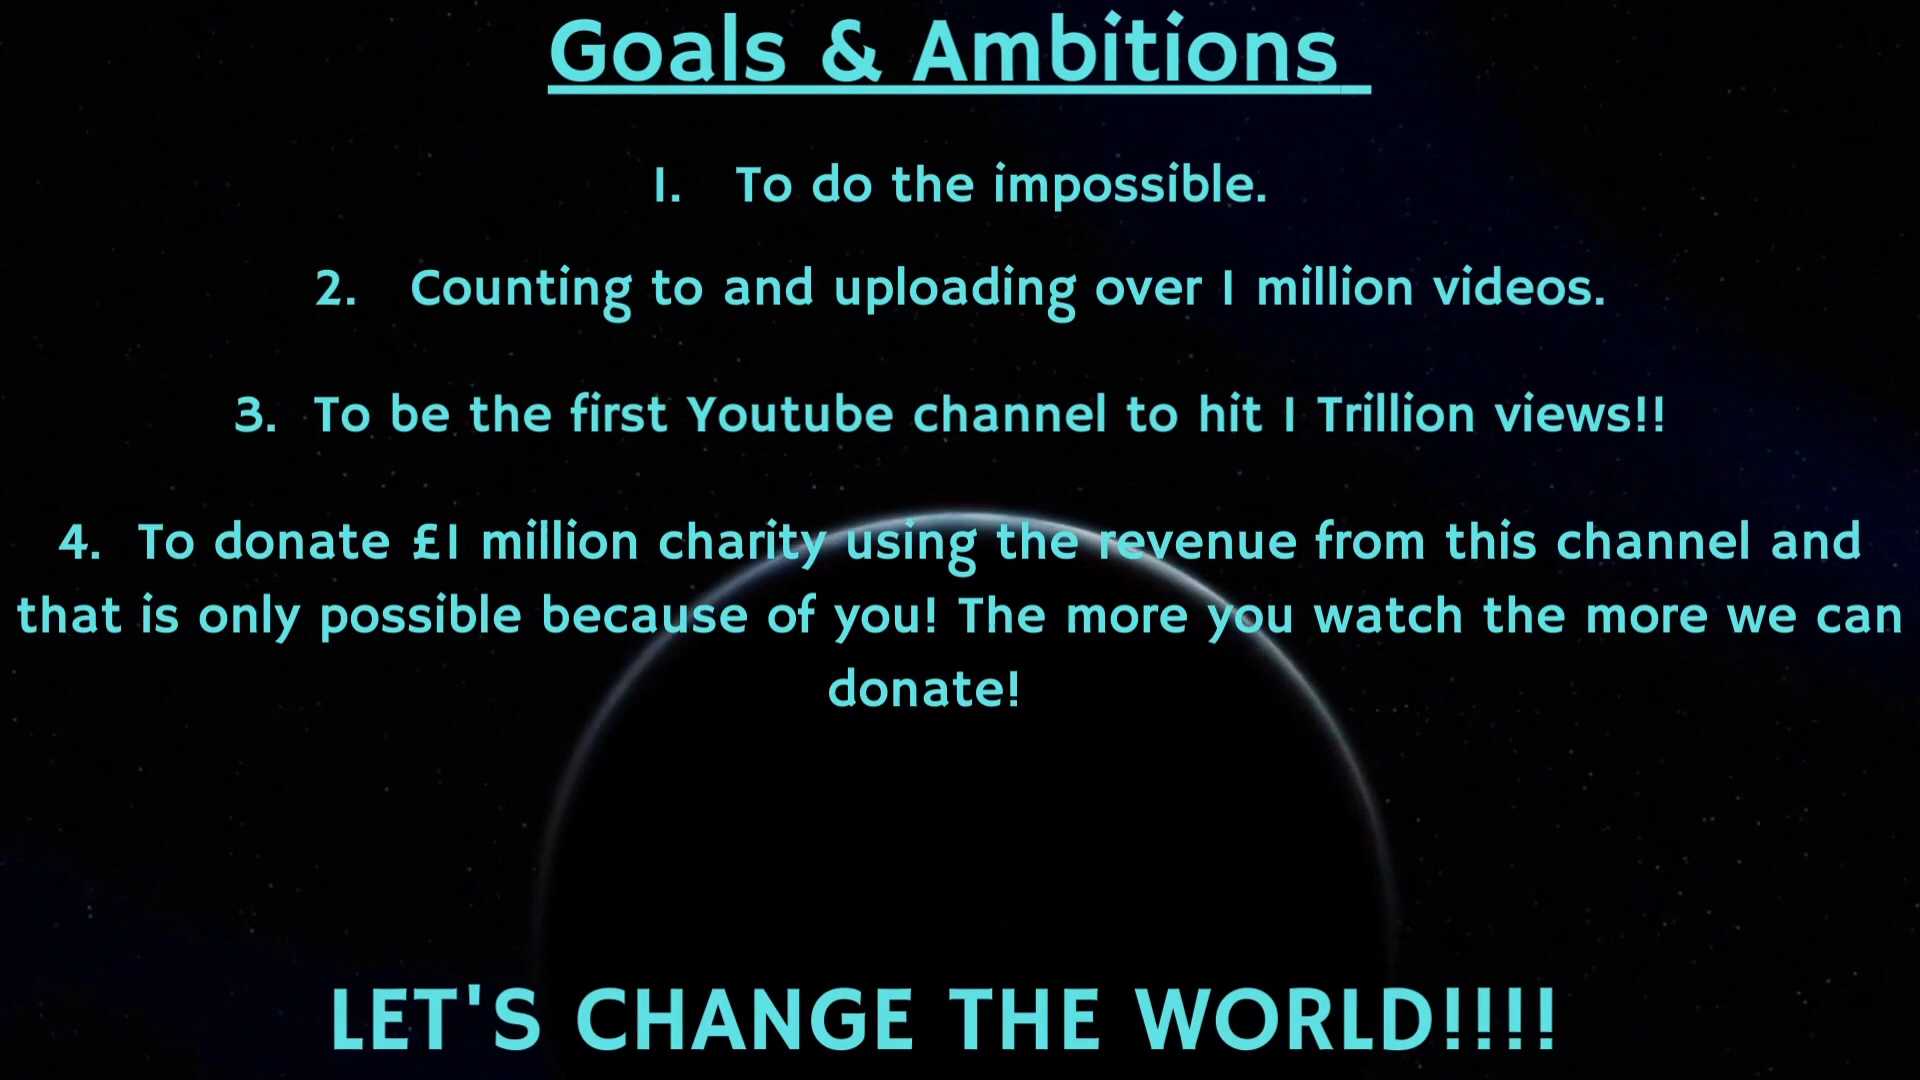 Goals & Ambitions
1. To do the impossible.
2. Counting to and uploading over 1 million videos.
3. To be the first Youtube channel to hit 1 Trillion views!!
4. To donate £1 million charity using the revenue from this channel and
that is only possible because of you! The more you watch the more we can
donate!
LET'S CHANGE THE WORLD!!!!